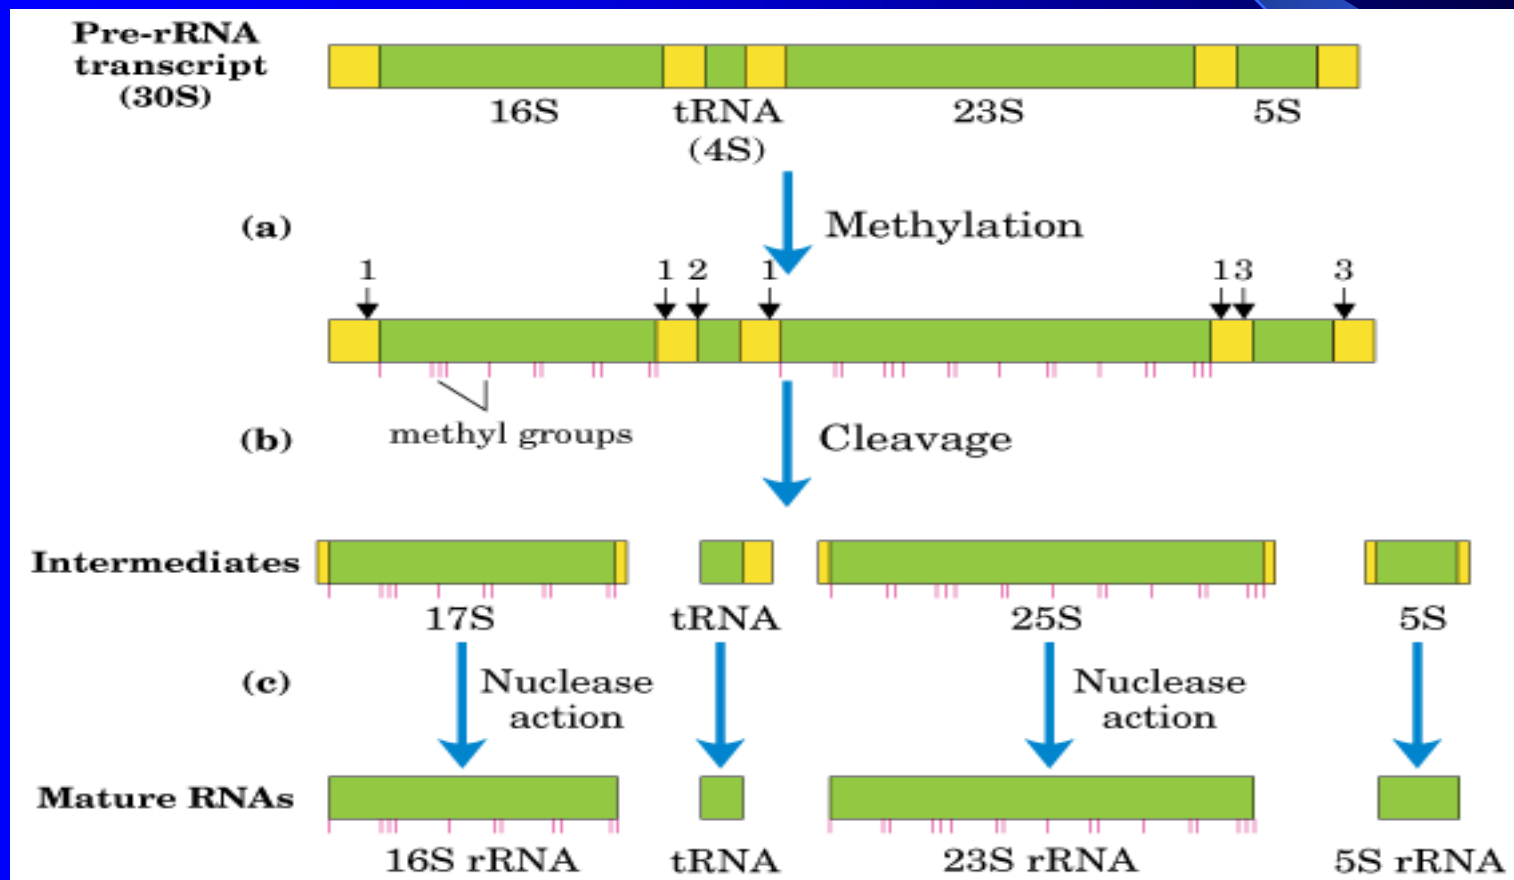 Pre-rRNA
transcript
(30S)
16S
tRNA
(4S)
23S
5S
(a)
Methylation
1
1
2
1
1
3
3
methyl groups
(b)
Cleavage
Intermediates
17S
tRNA
25S
5S
(c)
Nuclease
action
Nuclease
action
Mature RNAs
16S rRNA
tRNA
23S rRNA
5S rRNA